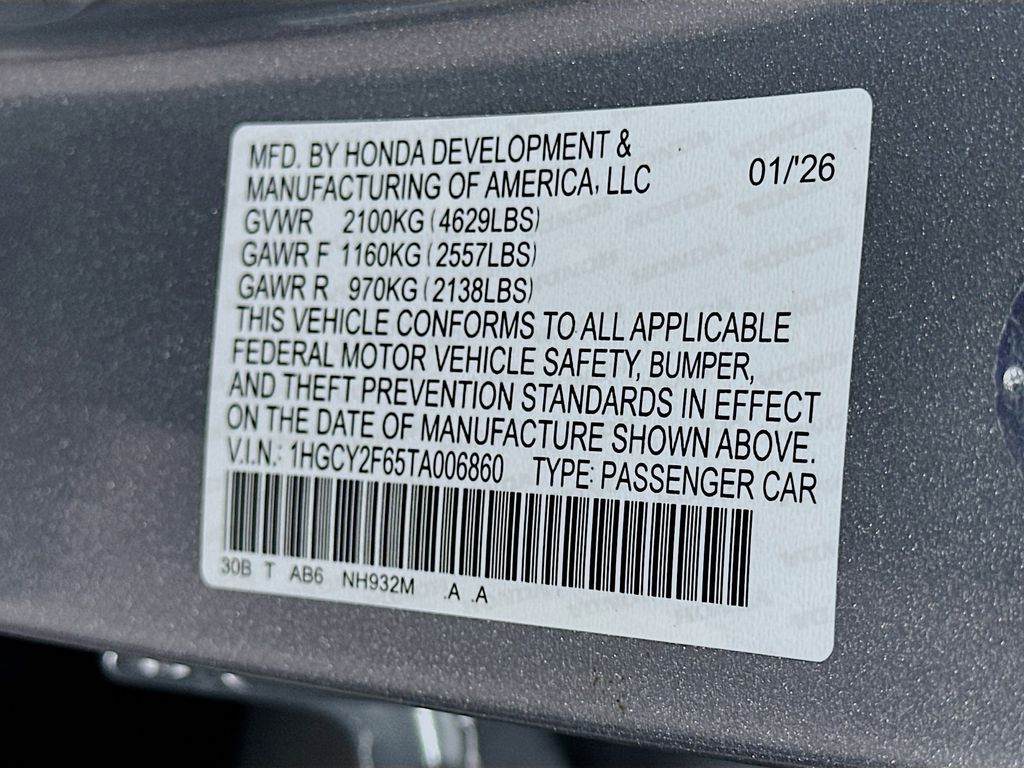 MFD. BY HONDA DEVELOPMENT &
MANUFACTURING OF AMERICA, LLC 01/'26
GVWR 2100KG (4629LBS)
GAWR F 1160KG (2557LBS)
GAWR R 970KG (2138LBS)
THIS VEHICLE CONFORMS TO ALL APPLICABLE
FEDERAL MOTOR VEHICLE SAFETY, BUMPER,
AND THEFT PREVENTION STANDARDS IN EFFECT
ON THE DATE OF MANUFACTURE SHOWN ABOVE.
V.I.N.: 1HGCY2F65TA006860 TYPE: PASSENGER CAR
30B T AB6 NH932M .A .A